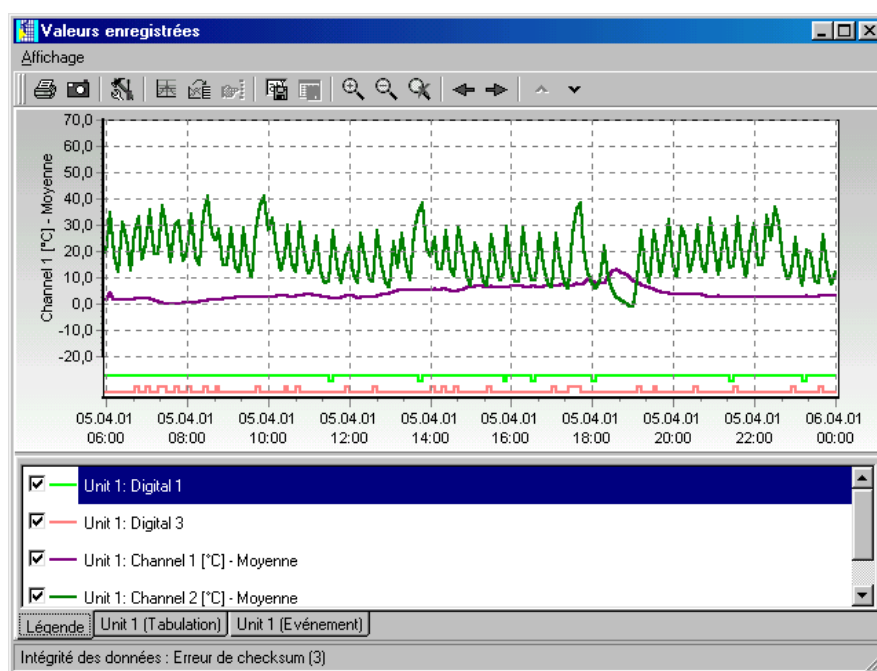 Valeurs enregistrées
Affichage
70,0
60,0
50,0
40,0
30,0
20,0
10,0
0,0
-10,0
-20,0
Channel 1 [°C] - Moyenne
05.04.01 05.04.01 05.04.01 05.04.01 05.04.01 05.04.01 05.04.01 05.04.01 05.04.01 06.04.01
06:00 08:00 10:00 12:00 14:00 16:00 18:00 20:00 22:00 00:00
Unit 1: Digital 1
Unit 1: Digital 3
Unit 1: Channel 1 [°C] - Moyenne
Unit 1: Channel 2 [°C] - Moyenne
Légende Unit 1 (Tabulation) Unit 1 (Evénement)
Intégrité des données : Erreur de checksum (3)